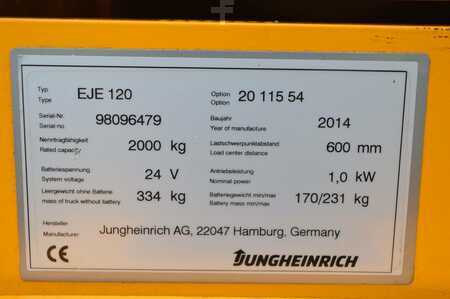 Typ EJE 120 Option 20 115 54
Type Option
Serial-Nr. 98096479 Baujahr 2014
Serial no. Year of manufacture
Nenntragfähigkeit 2000 kg Lastschwerpunktabstand 600 mm
Rated capacity Load center distance
Batteriespannung 24 V Antriebsleistung 1,0 kW
System voltage Nominal power
Leergewicht ohne Batterie 334 kg Batteriegewicht min/max 170/231 kg
mass of truck without battery Battery mass min/max
Hersteller Jungheinrich AG, 22047 Hamburg, Germany
Manufacturer
CE JUNGHEINRICH